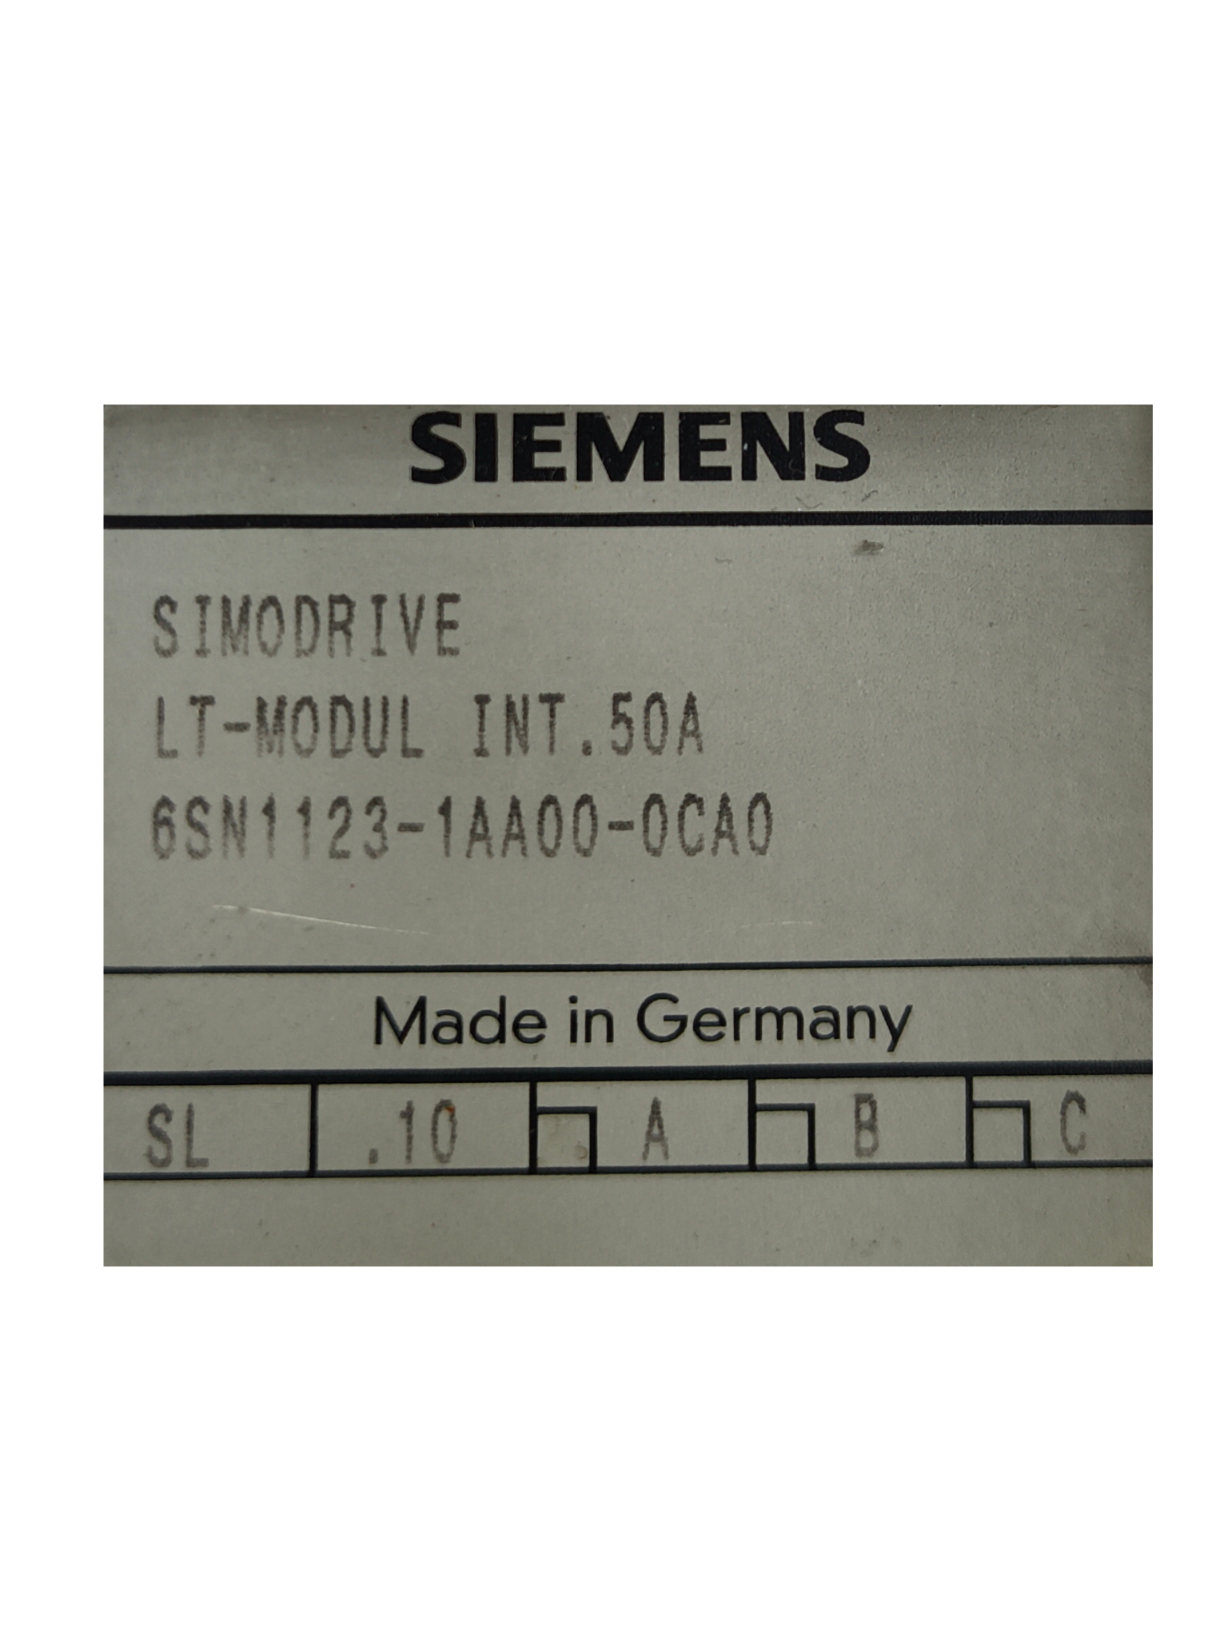 SIEMENS
SIMODRIVE
LT-MODUL INT.50A
6SN1123-1AA00-0CA0
Made in Germany
SL .10 A B C